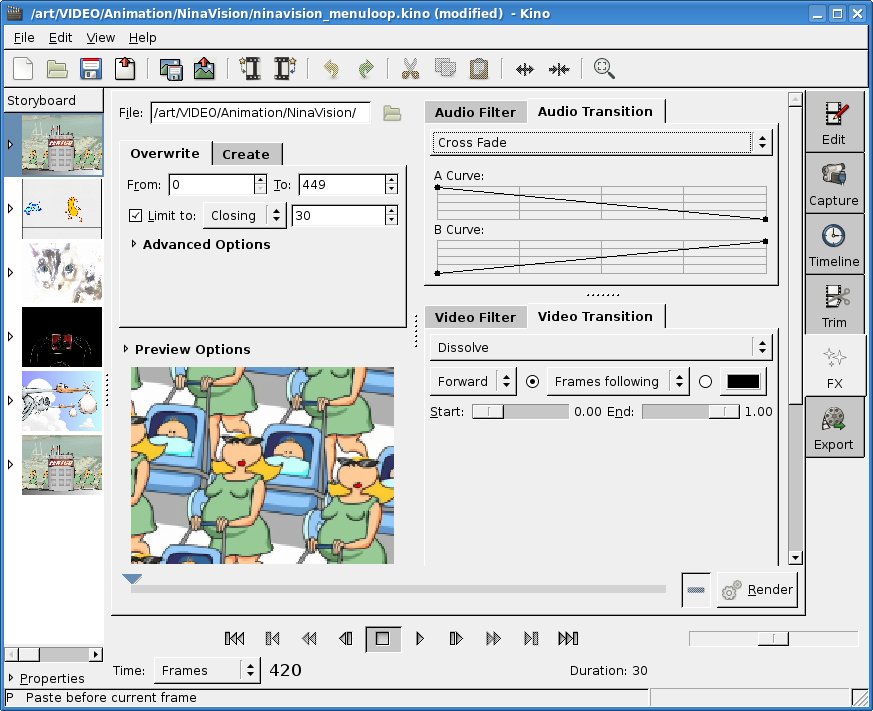 /art/VIDEO/Animation/NinaVision/ninavision_menuloop.kino (modified) - Kino
File Edit View Help
Storyboard
File: /art/VIDEO/Animation/NinaVision/
Overwrite Create
From: 0 To: 449
Limit to: Closing 30
Advanced Options
Preview Options
Audio Filter Audio Transition
Cross Fade
A Curve:
B Curve:
Video Filter Video Transition
Dissolve
Forward Frames following
Start: 0.00 End: 1.00
Edit
Capture
Timeline
Trim
FX
Export
Render
Time: Frames 420 Duration: 30
Properties
P Paste before current frame